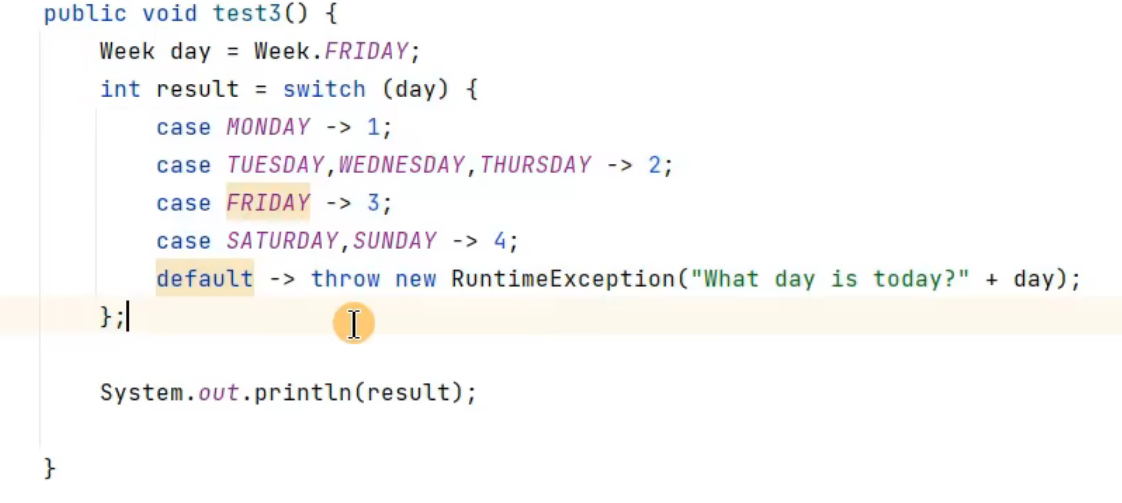 public void test3() {
    Week day = Week.FRIDAY;
    int result = switch (day) {
        case MONDAY -> 1;
        case TUESDAY,WEDNESDAY,THURSDAY -> 2;
        case FRIDAY -> 3;
        case SATURDAY,SUNDAY -> 4;
        default -> throw new RuntimeException("What day is today?" + day);
    };
    System.out.println(result);
}